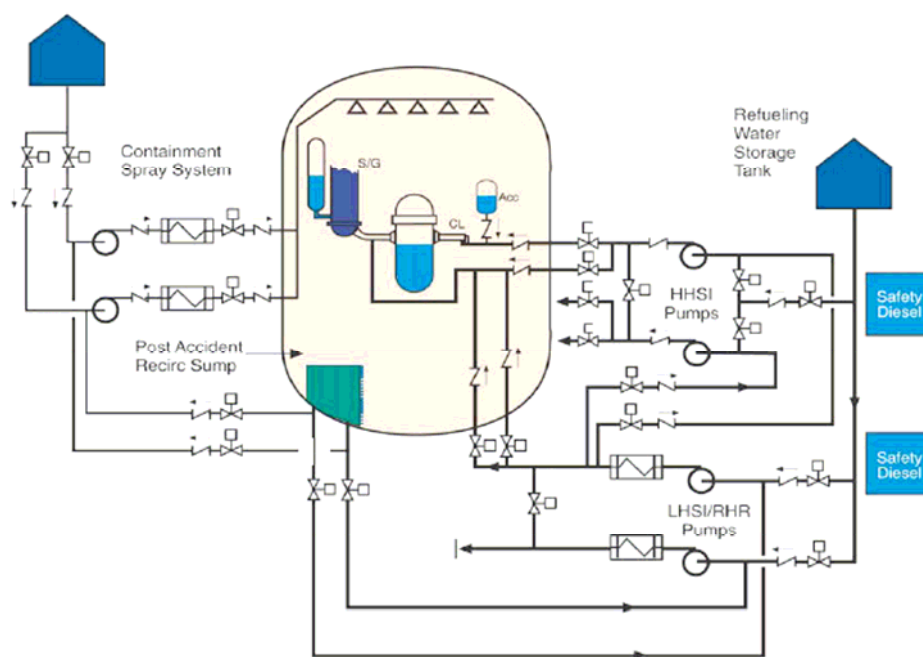 Containment
Spray System
S/G
CL
Acc
Refueling
Water
Storage
Tank
HHSI
Pumps
Safety
Diesel
Post Accident
Recirc Sump
Safety
Diesel
LHSI/RHR
Pumps